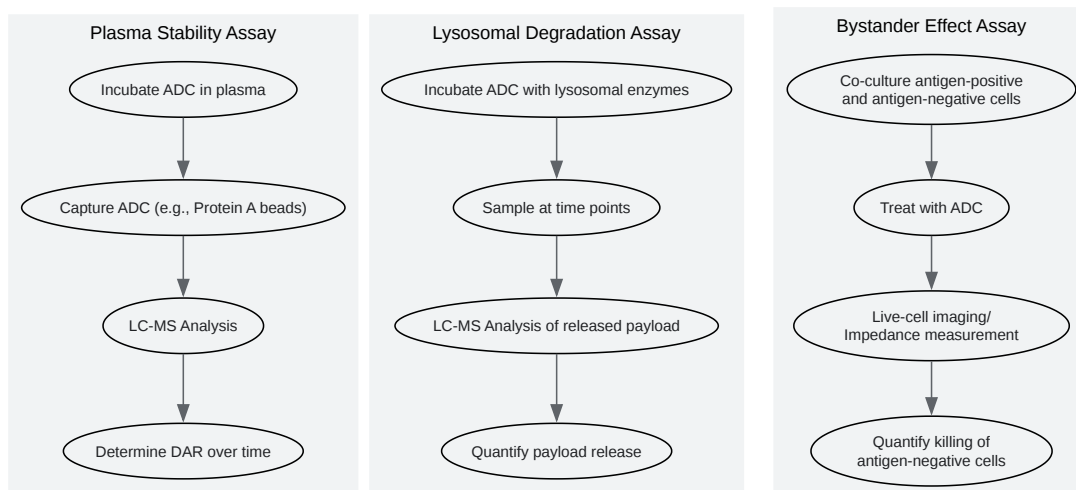 Plasma Stability Assay
Incubate ADC in plasma
Capture ADC (e.g., Protein A beads)
LC-MS Analysis
Determine DAR over time
Lysosomal Degradation Assay
Incubate ADC with lysosomal enzymes
Sample at time points
LC-MS Analysis of released payload
Quantify payload release
Bystander Effect Assay
Co-culture antigen-positive
and antigen-negative cells
Treat with ADC
Live-cell imaging/
Impedance measurement
Quantify killing of
antigen-negative cells